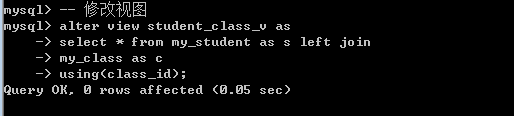 mysql> -- 修改视图
mysql> alter view student_class_v as
    -> select * from my_student as s left join
    -> my_class as c
    -> using(class_id);
Query OK, 0 rows affected (0.05 sec)